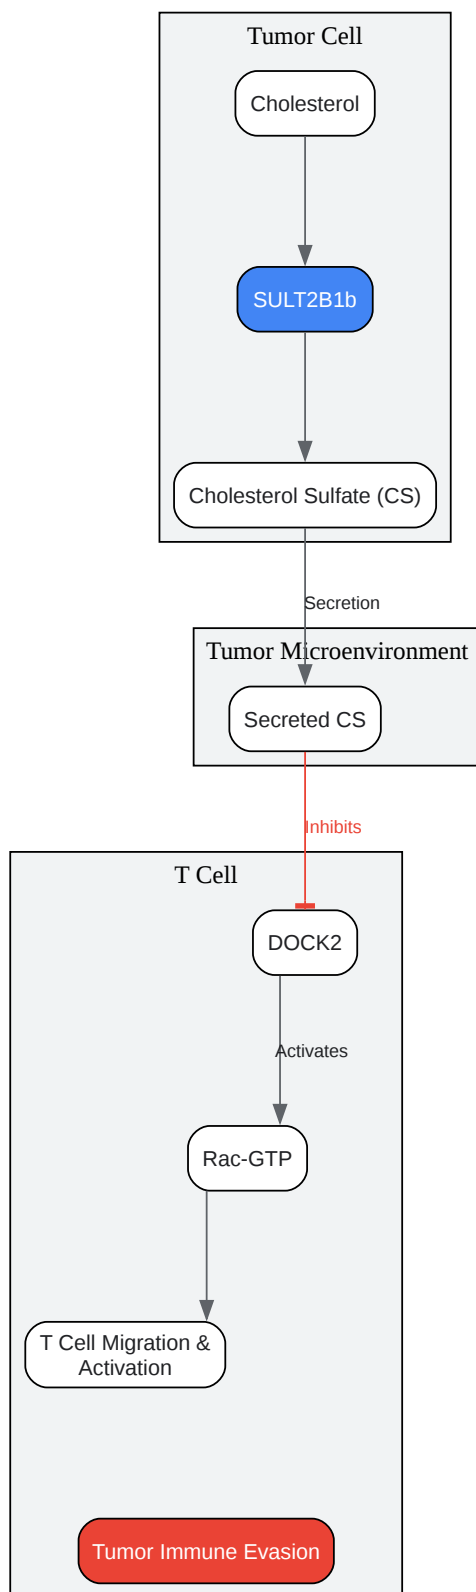 Tumor Cell
Cholesterol
SULT2B1b
Cholesterol Sulfate (CS)
Secretion
Tumor Microenvironment
Secreted CS
Inhibits
T Cell
DOCK2
Activates
Rac-GTP
T Cell Migration &
Activation
Tumor Immune Evasion